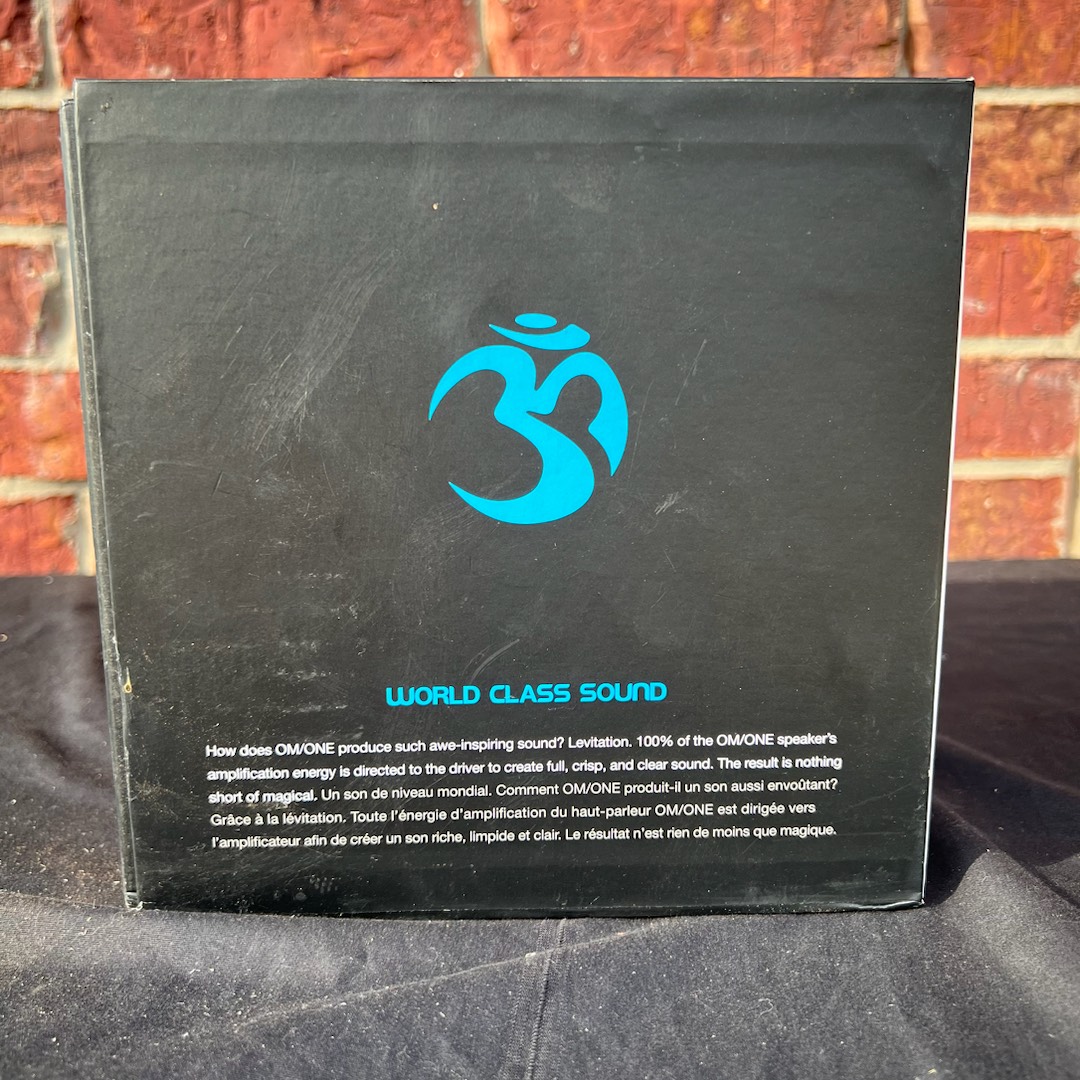 WORLD CLASS SOUND
How does OM/ONE produce such awe-inspiring sound? Levitation. 100% of the OM/ONE speaker's
amplification energy is directed to the driver to create full, crisp, and clear sound. The result is nothing
short of magical. Un son de niveau mondial. Comment OM/ONE produit-il un son aussi envoûtant?
Grâce à la lévitation. Toute l'énergie d'amplification du haut-parleur OM/ONE est dirigée vers
l'amplificateur afin de créer un son riche, limpide et clair. Le résultat n'est rien de moins que magique.